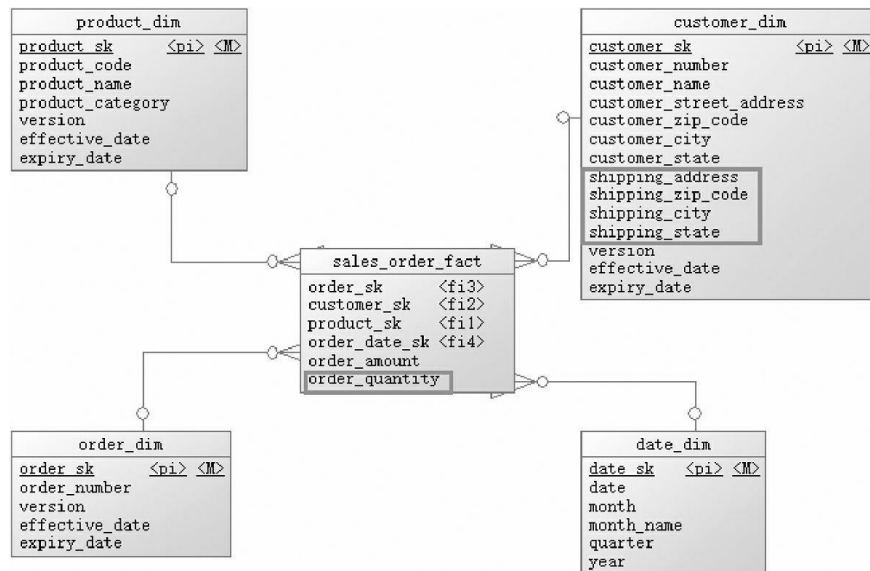 product_dim
product_sk <pi> <M>
product_code
product_name
product_category
version
effective_date
expiry_date
customer_dim
customer_sk <pi> <M>
customer_number
customer_name
customer_street_address
customer_zip_code
customer_city
customer_state
shipping_address
shipping_zip_code
shipping_city
shipping_state
version
effective_date
expiry_date
sales_order_fact
order_sk <fi3>
customer_sk <fi2>
product_sk <fi1>
order_date_sk <fi4>
order_amount
order_quantity
order_dim
order_sk <pi> <M>
order_number
version
effective_date
expiry_date
date_dim
date_sk <pi> <M>
date
month
month_name
quarter
year